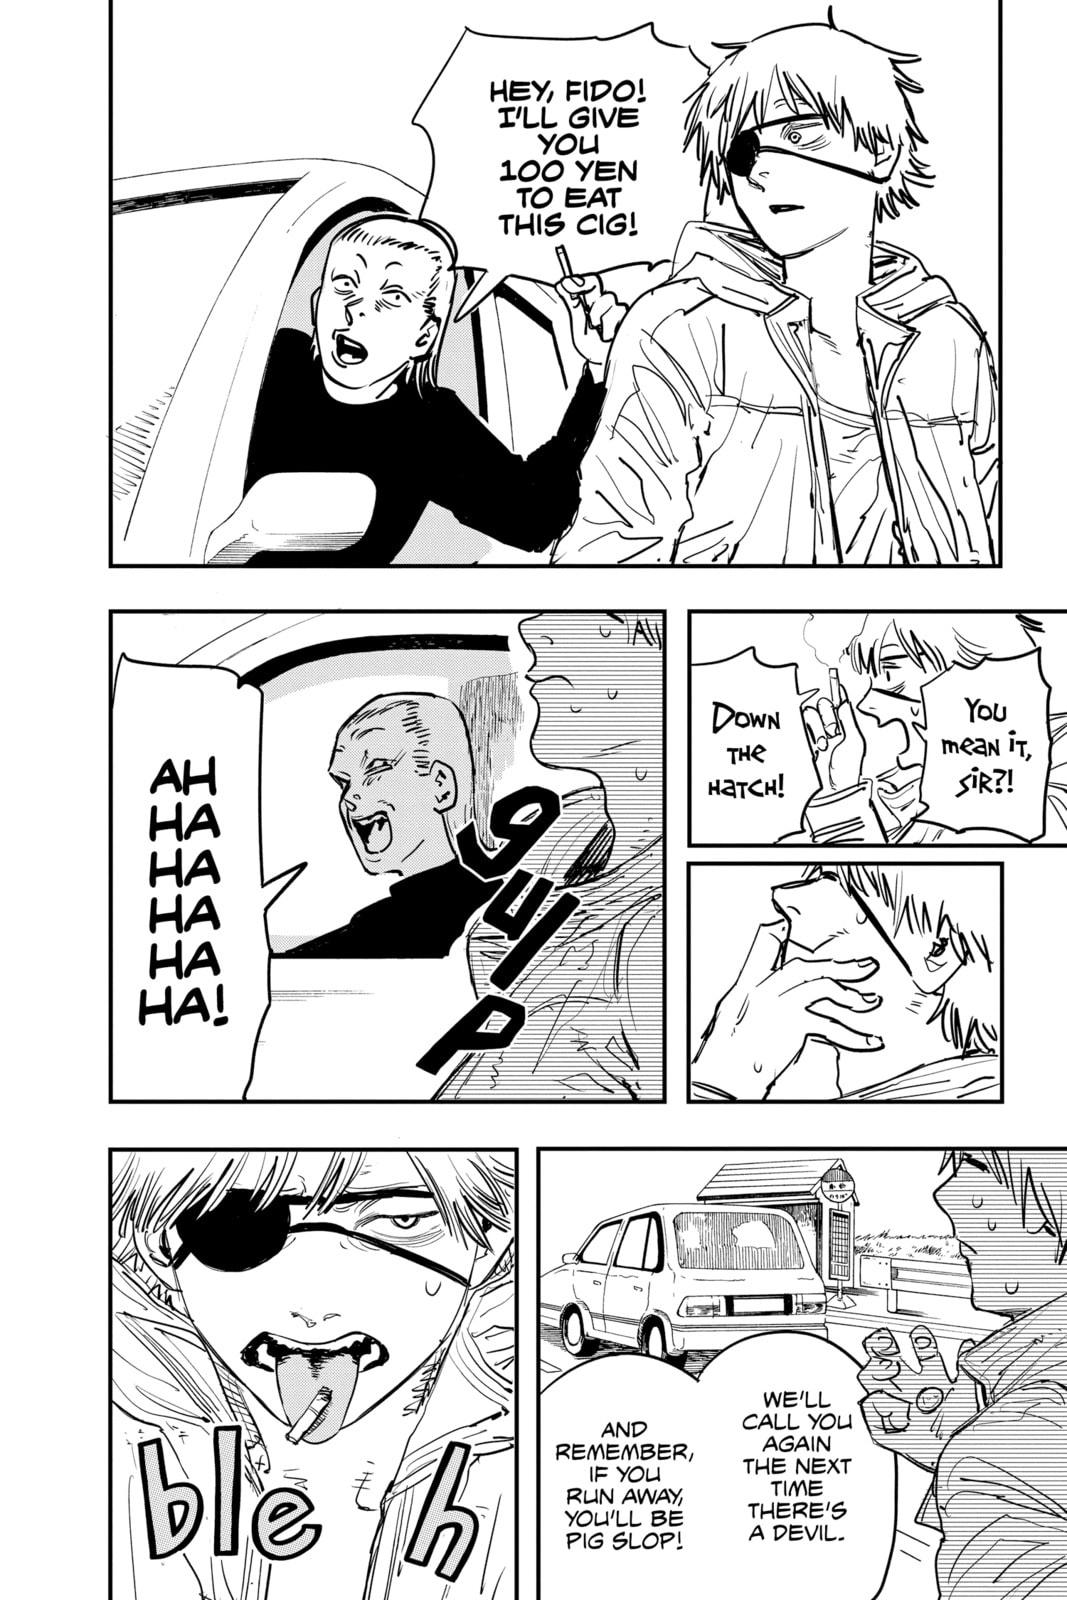 HEY, FIDO!
I'LL GIVE
YOU
100 YEN
TO EAT
THIS CIG!
YOU
MEAN IT,
SIR?!
DOWN
THE
HATCH!
GULP
AH
HA
HA
HA
HA
HA!
WE'LL
CALL YOU
AGAIN
THE NEXT
TIME
THERE'S
A DEVIL.
AND
REMEMBER,
IF YOU
RUN AWAY,
YOU'LL BE
PIG SLOP!
bleh